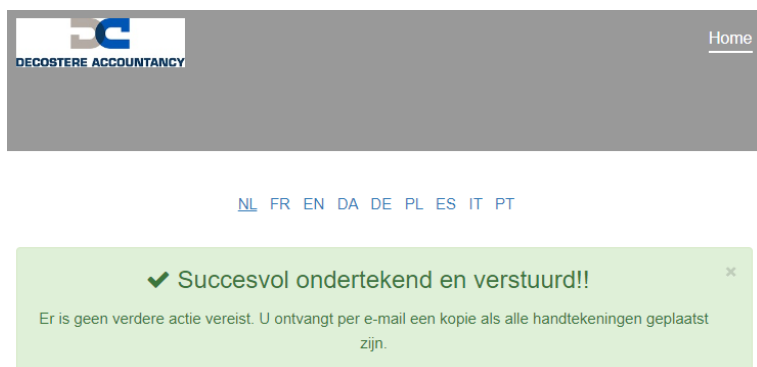 DC
DECOSTERE ACCOUNTANCY
Home
NL FR EN DA DE PL ES IT PT
✔ Succesvol ondertekend en verstuurd!!
×
Er is geen verdere actie vereist. U ontvangt per e-mail een kopie als alle handtekeningen geplaatst
zijn.